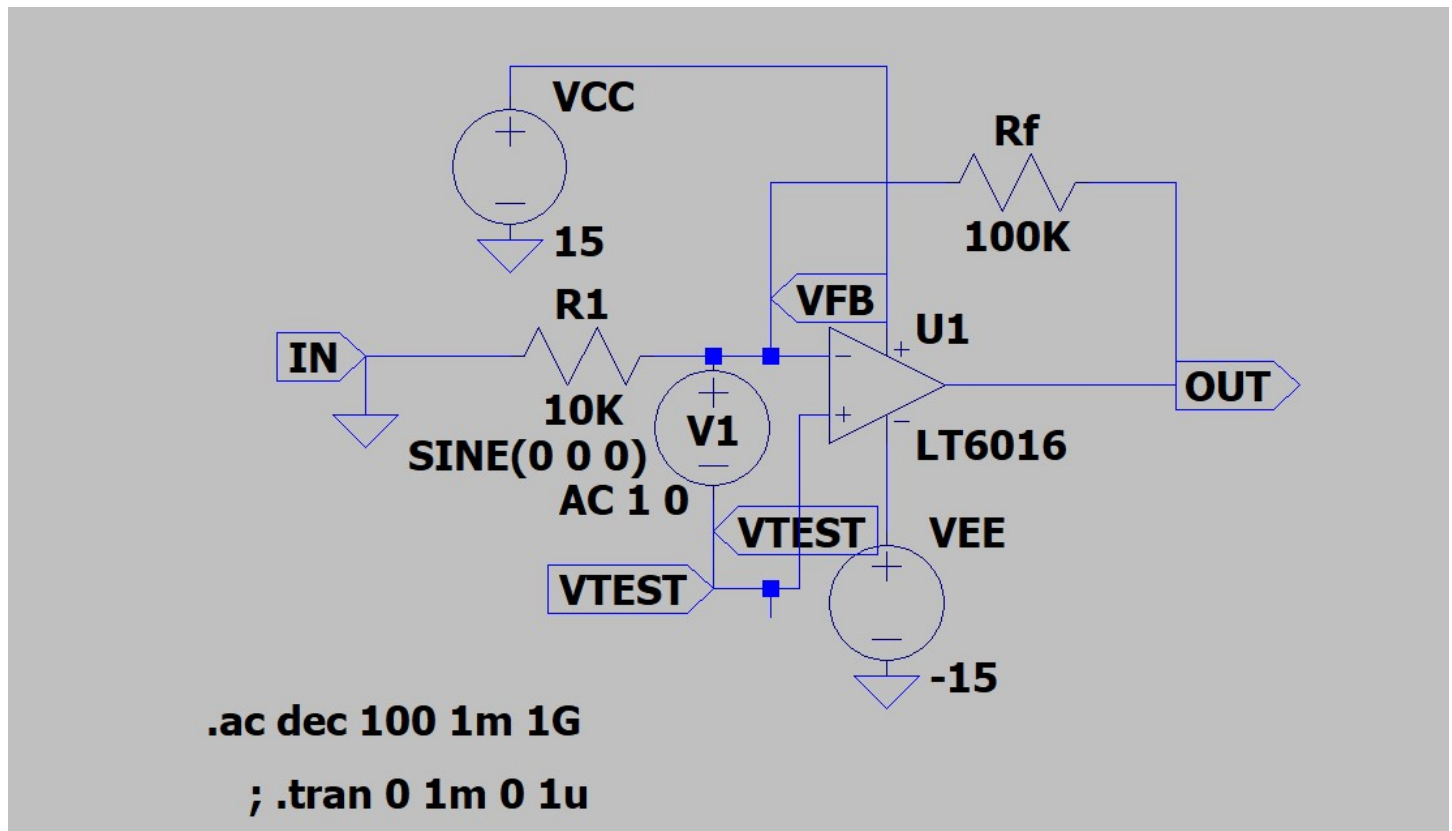 VCC
+
Rf
−
15
100K
VFB
R1
U1
+
IN
−
+
OUT
10K
V1
+
−
LT6016
SINE(0 0 0)
−
AC 1 0
VTEST
VEE
+
VTEST
−
-15
.ac dec 100 1m 1G
; .tran 0 1m 0 1u